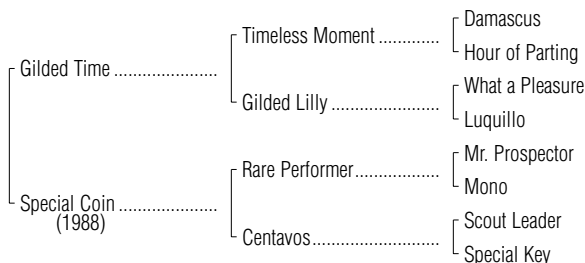 Damascus
Timeless Moment ............
Hour of Parting
Gilded Time .....................
What a Pleasure
Gilded Lilly .....................
Luquillo
Mr. Prospector
Rare Performer................
Mono
Special Coin ....................
(1988)
Scout Leader
Centavos.........................
Special Key